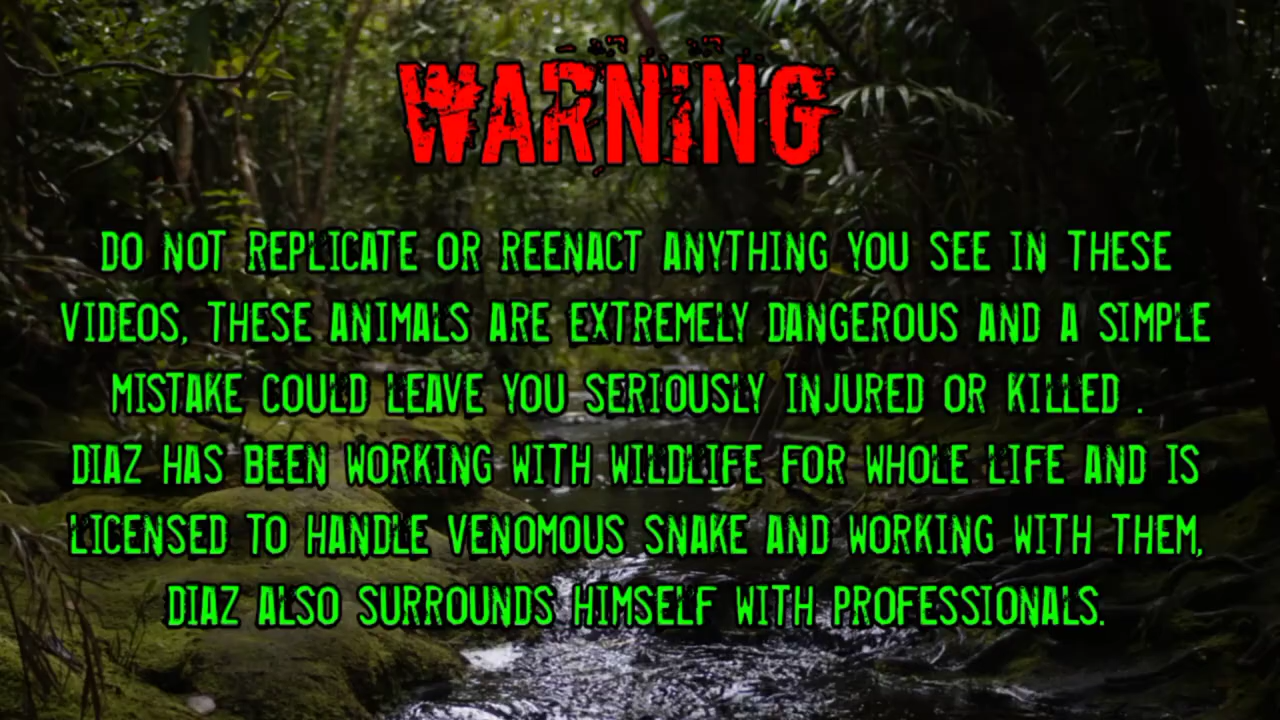 WARNING
DO NOT REPLICATE OR REENACT ANYTHING YOU SEE IN THESE
VIDEOS, THESE ANIMALS ARE EXTREMELY DANGEROUS AND A SIMPLE
MISTAKE COULD LEAVE YOU SERIOUSLY INJURED OR KILLED .
DIAZ HAS BEEN WORKING WITH WILDLIFE FOR WHOLE LIFE AND IS
LICENSED TO HANDLE VENOMOUS SNAKE AND WORKING WITH THEM,
DIAZ ALSO SURROUNDS HIMSELF WITH PROFESSIONALS.